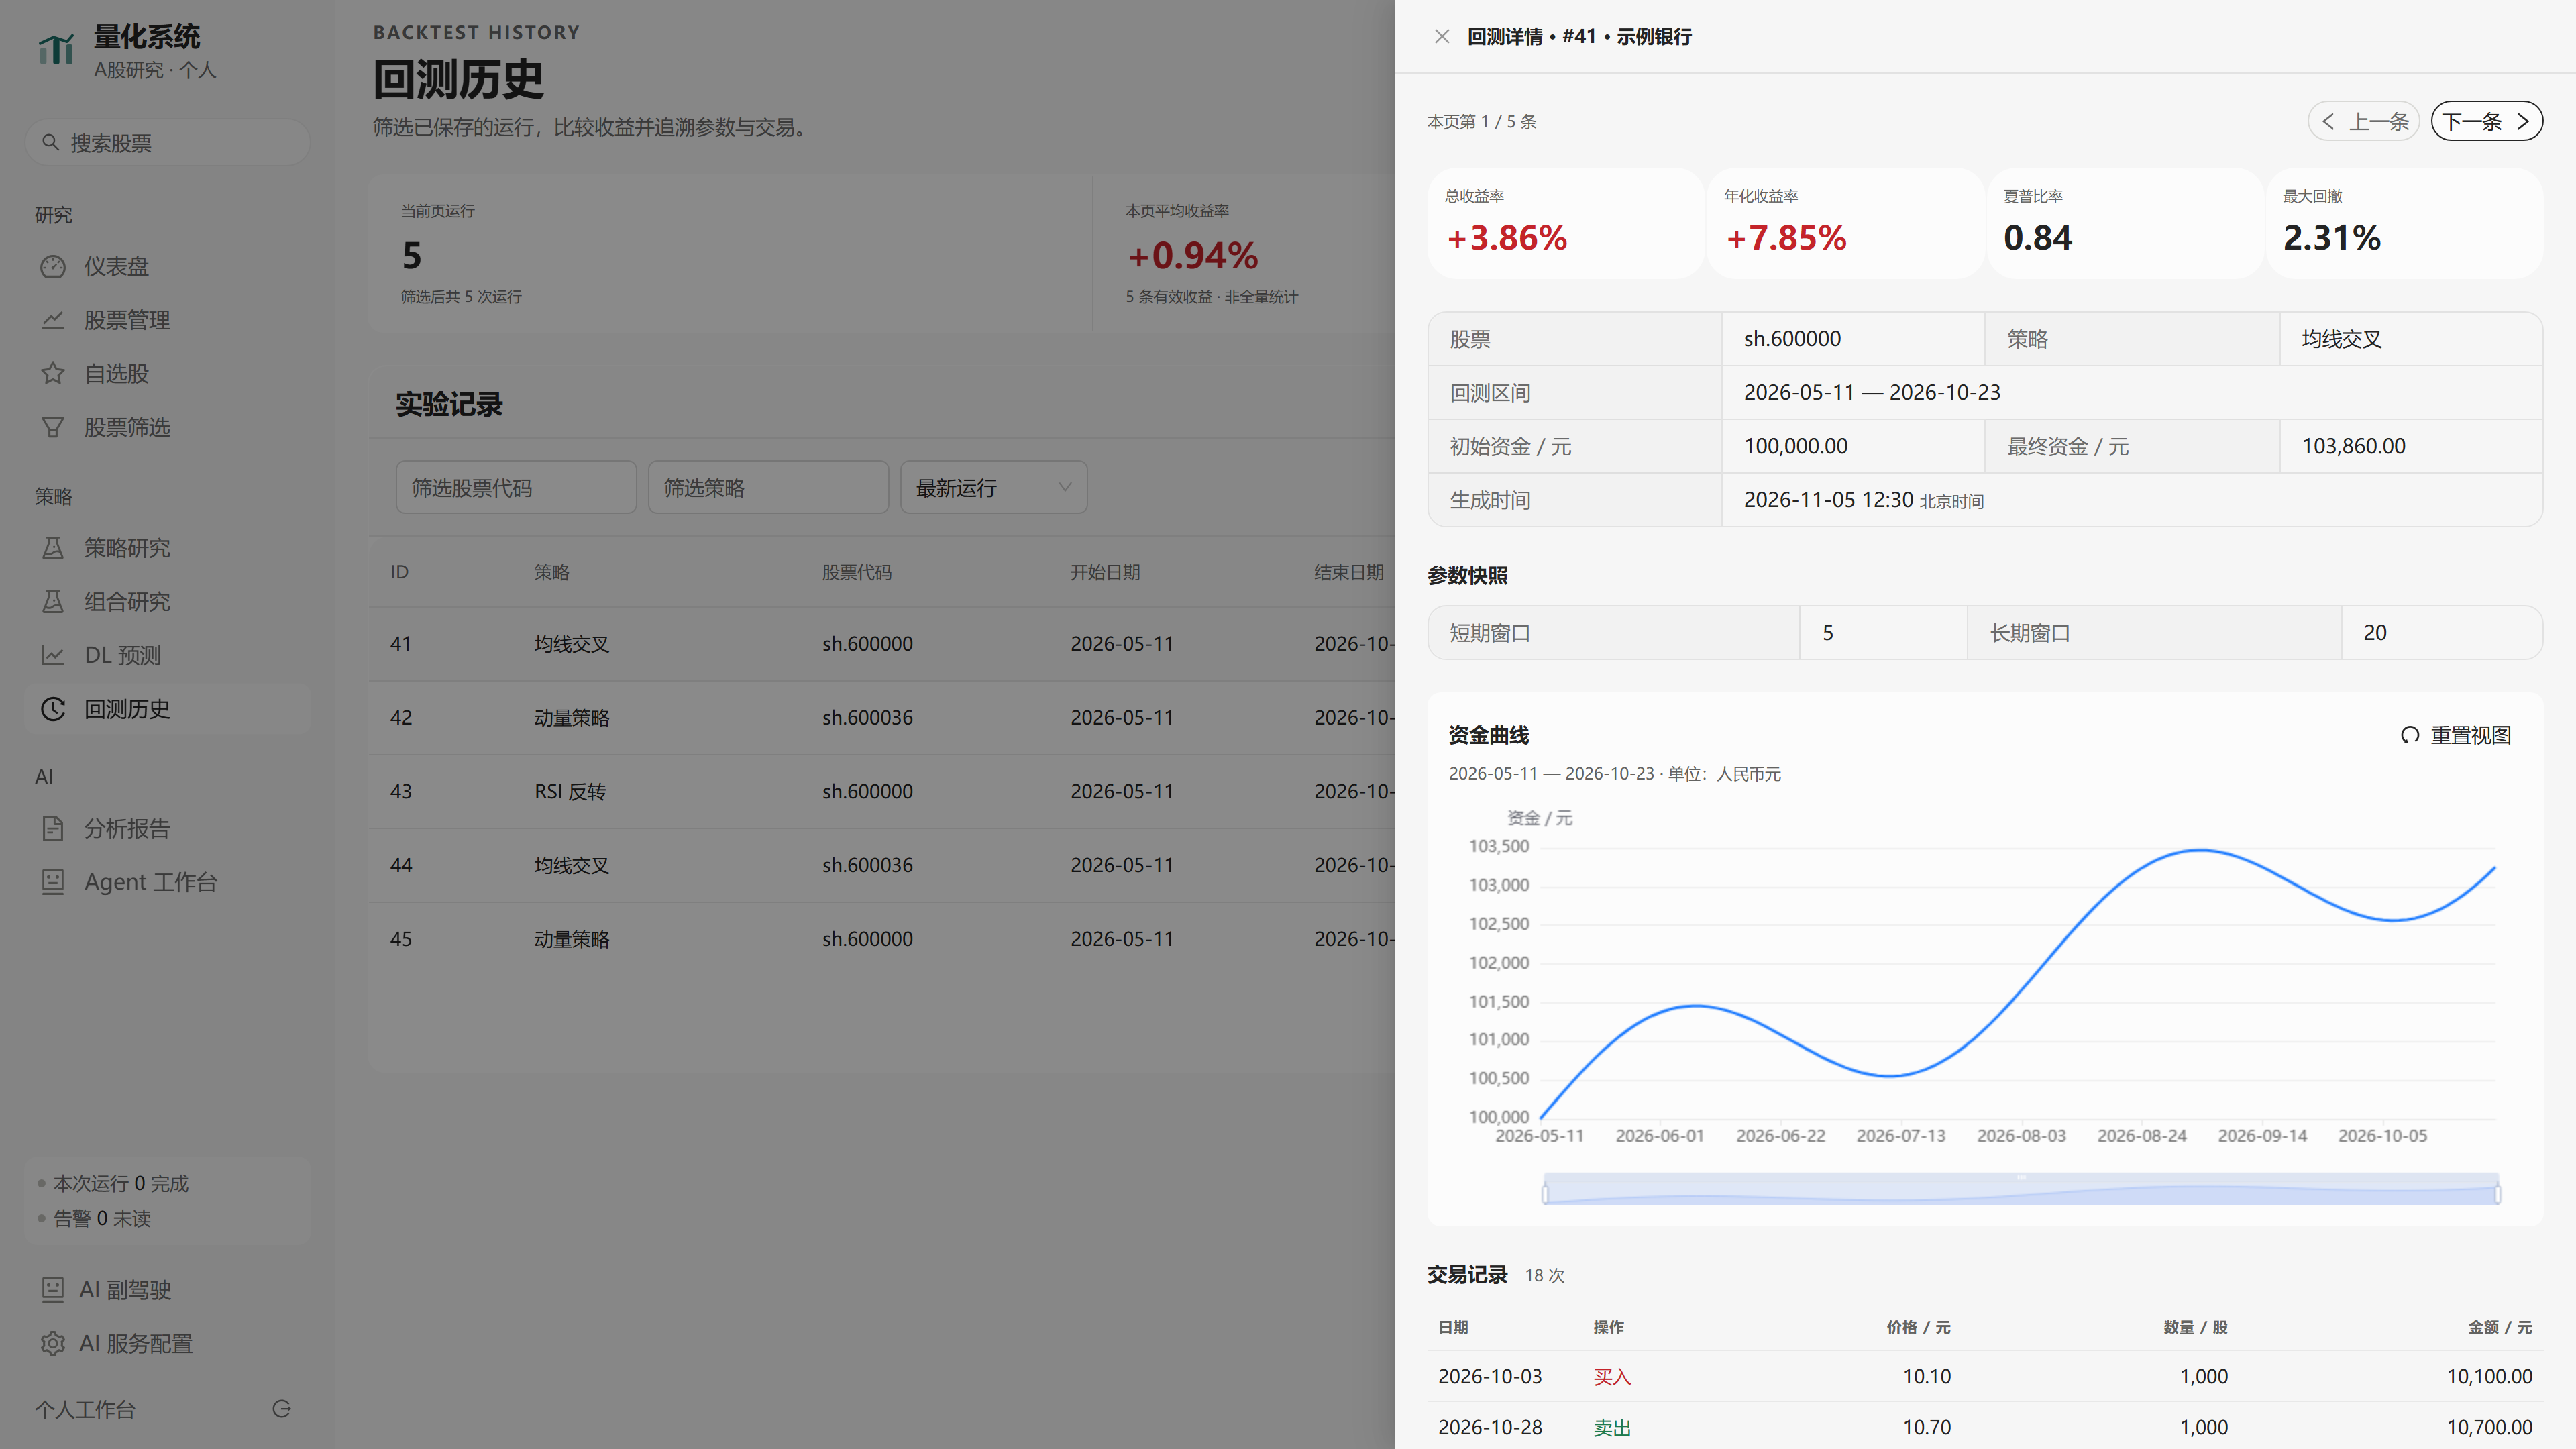 量化系统
A股研究 · 个人
搜索股票
研究
仪表盘
股票管理
自选股
股票筛选
策略
策略研究
组合研究
DL 预测
回测历史
AI
分析报告
Agent 工作台
本次运行 0 完成
告警 0 未读
AI 副驾驶
AI 服务配置
个人工作台
BACKTEST HISTORY
回测历史
筛选已保存的运行，比较收益并追溯参数与交易。
当前页运行
5
筛选后共 5 次运行
本页平均收益率
+0.94%
5 条有效收益 · 非全量统计
实验记录
筛选股票代码 筛选策略 最新运行
ID 策略 股票代码 开始日期 结束日期
41 均线交叉 sh.600000 2026-05-11 2026-10-
42 动量策略 sh.600036 2026-05-11 2026-10-
43 RSI 反转 sh.600000 2026-05-11 2026-10-
44 均线交叉 sh.600036 2026-05-11 2026-10-
45 动量策略 sh.600000 2026-05-11 2026-10-
回测详情 • #41 • 示例银行
本页第 1 / 5 条
上一条 下一条
总收益率 年化收益率 夏普比率 最大回撤
+3.86% +7.85% 0.84 2.31%
股票 sh.600000 策略 均线交叉
回测区间 2026-05-11 — 2026-10-23
初始资金 / 元 100,000.00 最终资金 / 元 103,860.00
生成时间 2026-11-05 12:30 北京时间
参数快照
短期窗口 5 长期窗口 20
资金曲线
重置视图
2026-05-11 — 2026-10-23 · 单位：人民币元
资金 / 元
103,500
103,000
102,500
102,000
101,500
101,000
100,500
100,000
2026-05-11 2026-06-01 2026-06-22 2026-07-13 2026-08-03 2026-08-24 2026-09-14 2026-10-05
交易记录 18 次
日期 操作 价格 / 元 数量 / 股 金额 / 元
2026-10-03 买入 10.10 1,000 10,100.00
2026-10-28 卖出 10.70 1,000 10,700.00